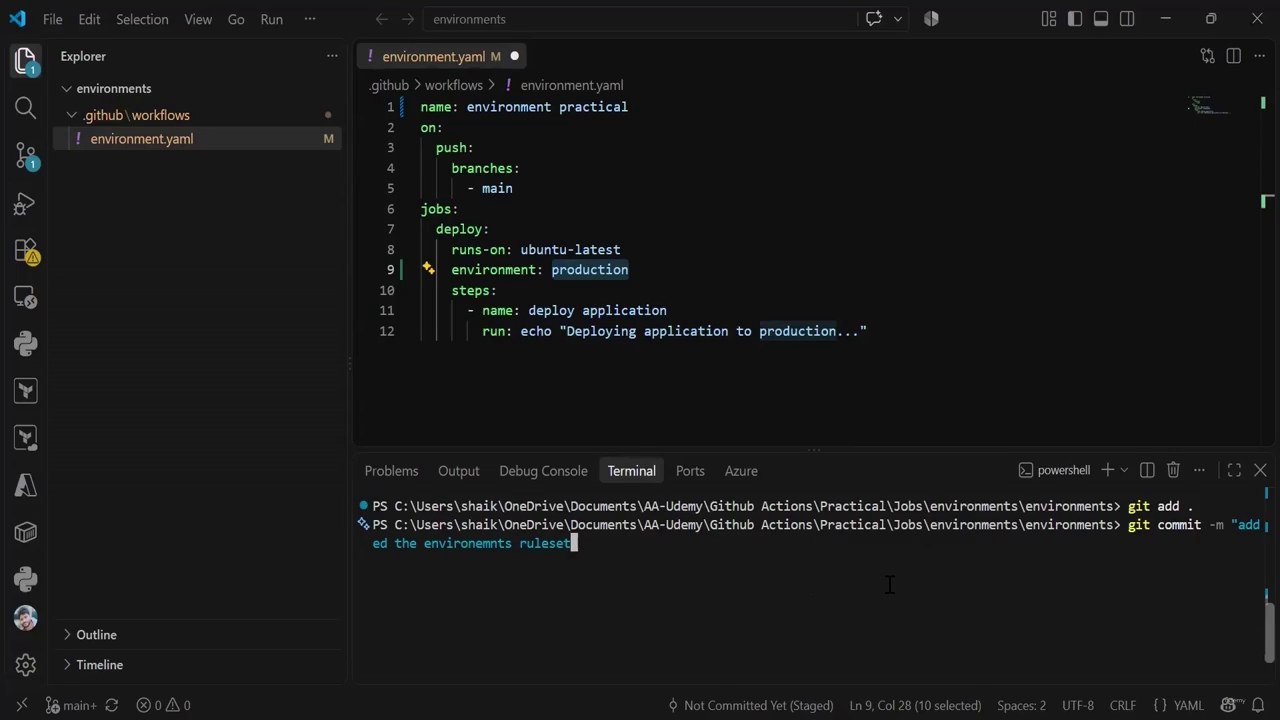 File Edit Selection View Go Run ··· environments
Explorer ···
environments
.github\workflows
! environment.yaml M
1
1
Outline
Timeline
! environment.yaml M
.github > workflows > ! environment.yaml
1 name: environment practical
2 on:
3 push:
4 branches:
5 - main
6 jobs:
7 deploy:
8 runs-on: ubuntu-latest
9 environment: production
10 steps:
11 - name: deploy application
12 run: echo "Deploying application to production..."
Problems Output Debug Console Terminal Ports Azure powershell
PS C:\Users\shaik\OneDrive\Documents\AA-Udemy\Github Actions\Practical\Jobs\environments\environments> git add .
PS C:\Users\shaik\OneDrive\Documents\AA-Udemy\Github Actions\Practical\Jobs\environments\environments> git commit -m "add
ed the environemnts ruleset
main+ 0 0 Not Committed Yet (Staged) Ln 9, Col 28 (10 selected) Spaces: 2 UTF-8 CRLF { } YAML